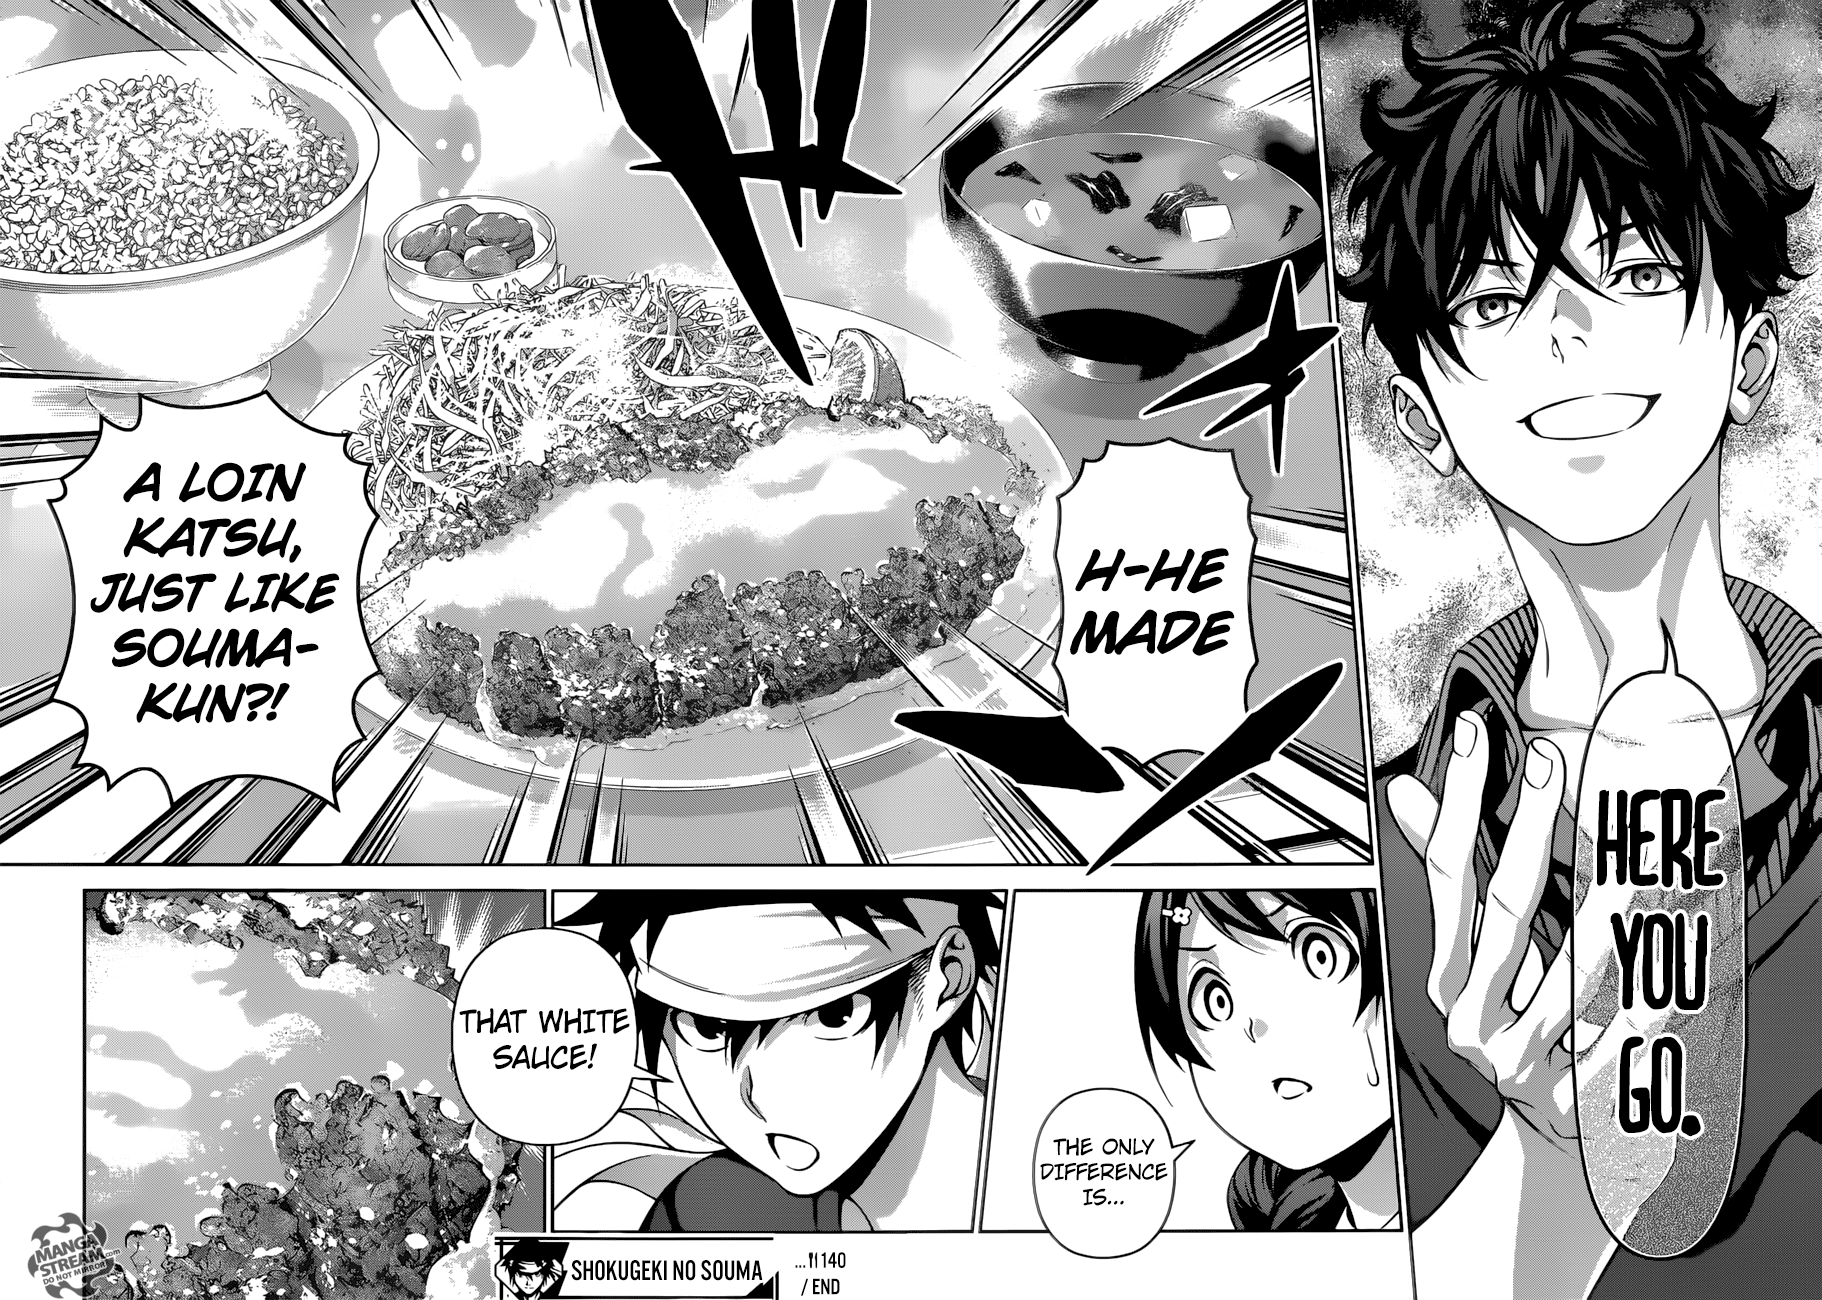 HERE
YOU
GO.
H-HE
MADE
A LOIN
KATSU,
JUST LIKE
SOUMA-
KUN?!
THE ONLY
DIFFERENCE
IS...
THAT WHITE
SAUCE!
MANGA
STREAM.com
DO NOT MIRROR
SHOKUGEKI NO SOUMA
...140
/ END